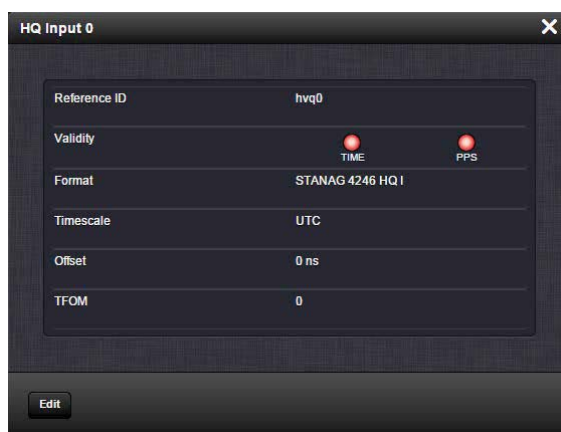 HQ Input 0
Reference ID hvq0
Validity
TIME PPS
Format STANAG 4246 HQ I
Timescale UTC
Offset 0 ns
TFOM 0
Edit